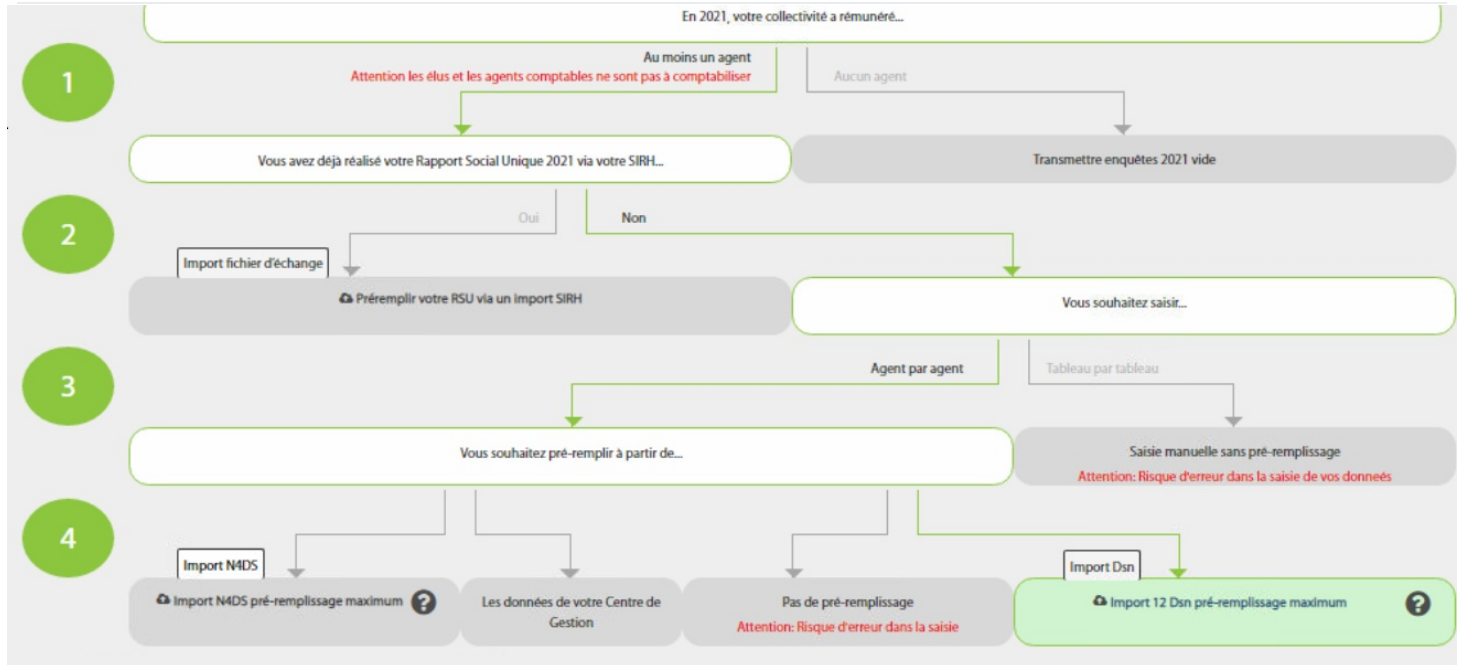 En 2021, votre collectivité a rémunéré...
1
Au moins un agent
Attention les élus et les agents comptables ne sont pas à comptabiliser
Aucun agent
Vous avez déjà réalisé votre Rapport Social Unique 2021 via votre SIRH...
Transmettre enquêtes 2021 vide
2
Oui
Non
Import fichier d'échange
Préremplir votre RSU via un import SIRH
Vous souhaitez saisir...
3
Agent par agent
Tableau par tableau
Vous souhaitez pré-remplir à partir de...
Saisie manuelle sans pré-remplissage
Attention: Risque d'erreur dans la saisie de vos donneés
4
Import N4DS
Import N4DS pré-remplissage maximum ?
Les données de votre Centre de
Gestion
Pas de pré-remplissage
Attention: Risque d'erreur dans la saisie
Import Dsn
Import 12 Dsn pré-remplissage maximum ?